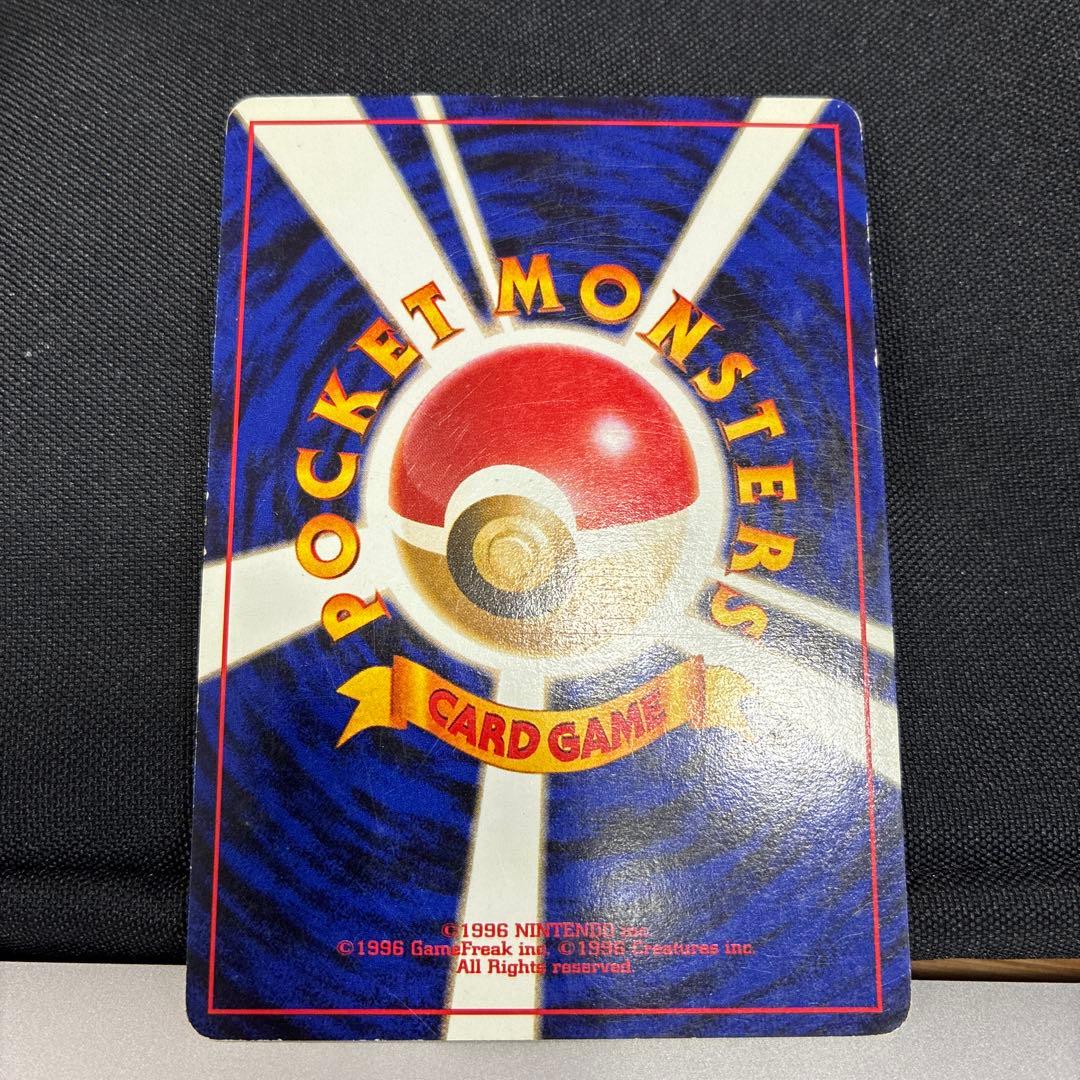 POCKET MONSTERS
CARD GAME
©1996 NINTENDO inc.
©1996 GameFreak inc. ©1996 Creatures inc.
All Rights reserved.